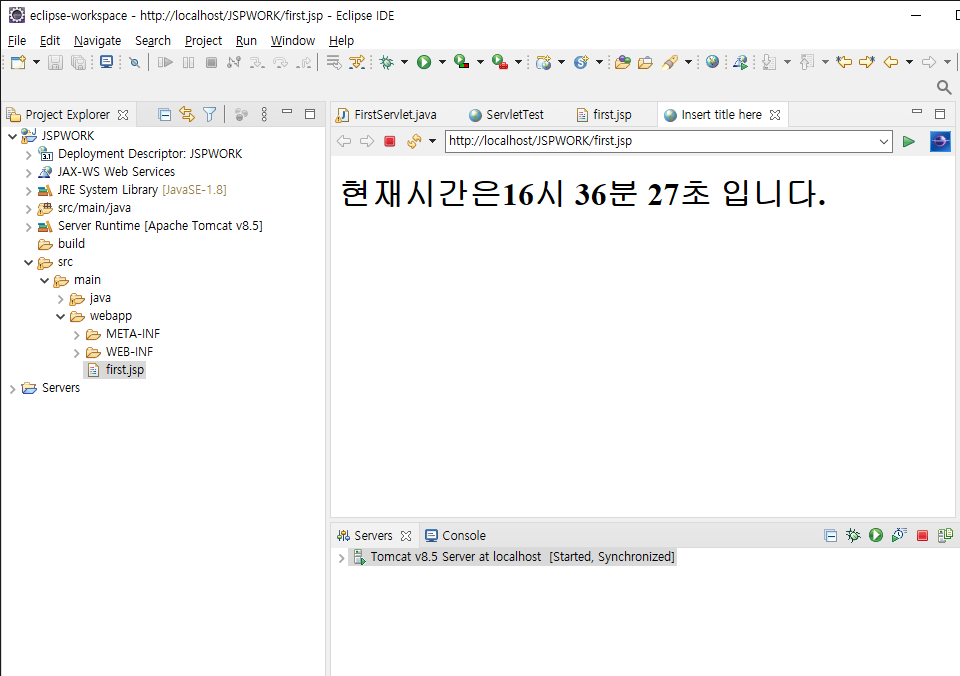 eclipse-workspace - http://localhost/JSPWORK/first.jsp - Eclipse IDE
File Edit Navigate Search Project Run Window Help
Project Explorer
JSPWORK
Deployment Descriptor: JSPWORK
JAX-WS Web Services
JRE System Library [JavaSE-1.8]
src/main/java
Server Runtime [Apache Tomcat v8.5]
build
src
main
java
webapp
META-INF
WEB-INF
first.jsp
Servers
FirstServlet.java ServletTest first.jsp Insert title here
http://localhost/JSPWORK/first.jsp
현재시간은16시 36분 27초 입니다.
Servers Console
Tomcat v8.5 Server at localhost [Started, Synchronized]